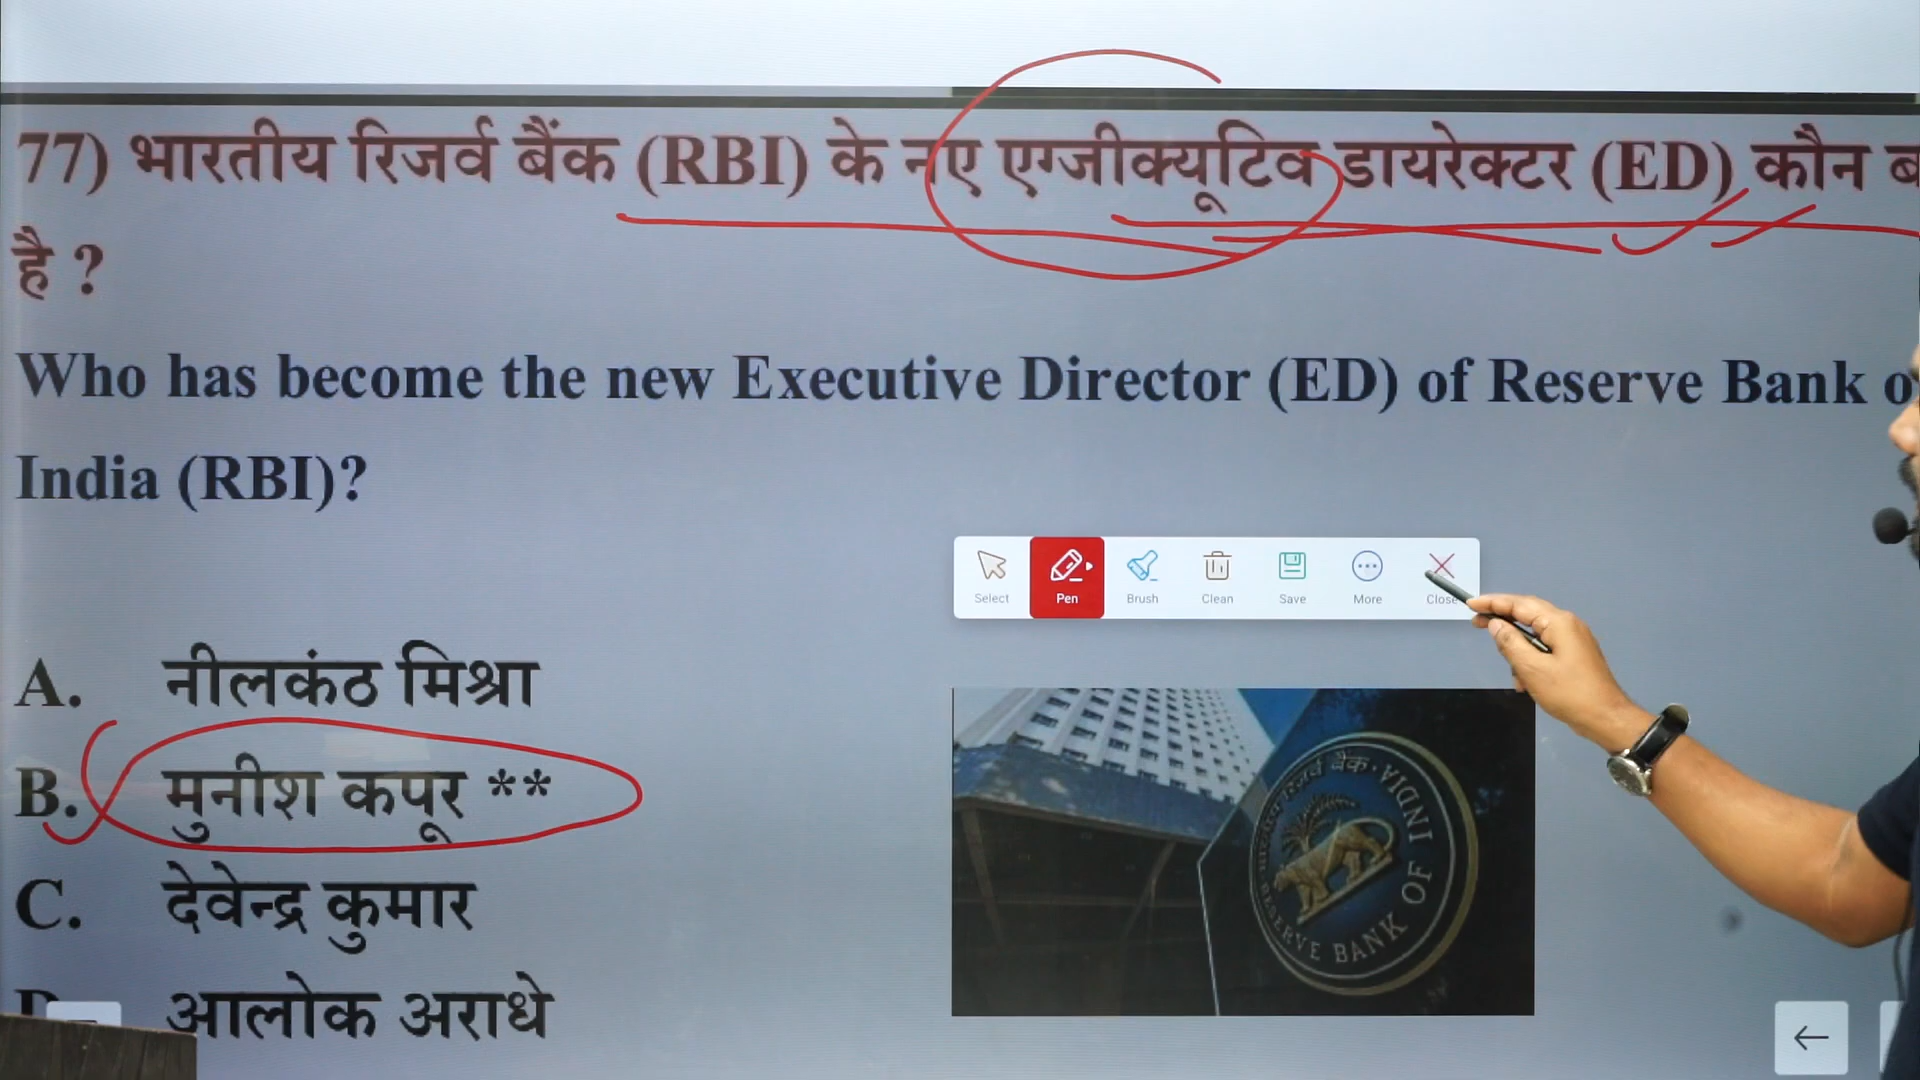 77) भारतीय रिजर्व बैंक (RBI) के नए एग्जीक्यूटिव डायरेक्टर (ED) कौन
है ?
Who has become the new Executive Director (ED) of Reserve Bank
India (RBI)?
Select Pen Brush Clean Save More Close
A. नीलकंठ मिश्रा
B. मुनीश कपूर **
C. देवेन्द्र कुमार
D. आलोक अराधे
RESERVE BANK OF INDIA